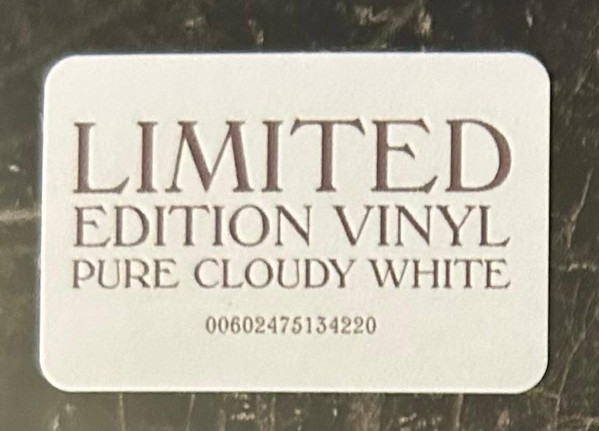 LIMITED
EDITION VINYL
PURE CLOUDY WHITE
00602475134220